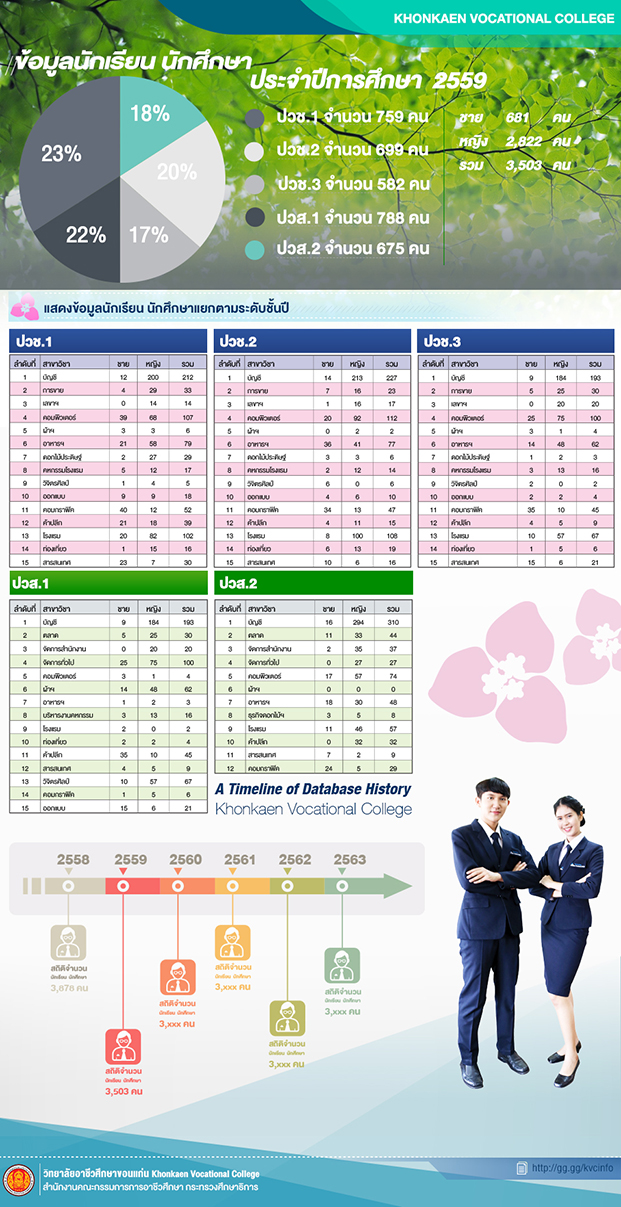 KHONKAEN VOCATIONAL COLLEGE
ข้อมูลนักเรียน นักศึกษา
ประจำปีการศึกษา 2559
18%
23%
20%
22%
17%
ปวช.1 จำนวน 759 คน
ปวช.2 จำนวน 699 คน
ปวช.3 จำนวน 582 คน
ปวส.1 จำนวน 788 คน
ปวส.2 จำนวน 675 คน
ชาย 681 คน
หญิง 2,822 คน
รวม 3,503 คน
แสดงข้อมูลนักเรียน นักศึกษาแยกตามระดับชั้นปี
ปวช.1
ลำดับที่ สาขาวิชา ชาย หญิง รวม
1 บัญชี 12 200 212
2 การขาย 4 29 33
3 เลขาฯ 0 14 14
4 คอมพิวเตอร์ 39 68 107
5 ผ้าฯ 3 3 6
6 อาหารฯ 21 58 79
7 ดอกไม้ประดิษฐ์ 2 27 29
8 คหกรรมโรงแรม 5 12 17
9 วิจิตรศิลป์ 1 4 5
10 ออกแบบ 9 9 18
11 คอมกราฟิค 40 12 52
12 ค้าปลีก 21 18 39
13 โรงแรม 20 82 102
14 ท่องเที่ยว 1 15 16
15 สารสนเทศ 23 7 30
ปวช.2
ลำดับที่ สาขาวิชา ชาย หญิง รวม
1 บัญชี 14 213 227
2 การขาย 7 16 23
3 เลขาฯ 1 16 17
4 คอมพิวเตอร์ 20 92 112
5 ผ้าฯ 0 2 2
6 อาหารฯ 36 41 77
7 ดอกไม้ประดิษฐ์ 3 3 6
8 คหกรรมโรงแรม 2 12 14
9 วิจิตรศิลป์ 6 0 6
10 ออกแบบ 4 6 10
11 คอมกราฟิค 34 13 47
12 ค้าปลีก 4 11 15
13 โรงแรม 8 100 108
14 ท่องเที่ยว 6 13 19
15 สารสนเทศ 10 6 16
ปวช.3
ลำดับที่ สาขาวิชา ชาย หญิง รวม
1 บัญชี 9 184 193
2 การขาย 5 25 30
3 เลขาฯ 0 20 20
4 คอมพิวเตอร์ 25 75 100
5 ผ้าฯ 3 1 4
6 อาหารฯ 14 48 62
7 ดอกไม้ประดิษฐ์ 1 2 3
8 คหกรรมโรงแรม 3 13 16
9 วิจิตรศิลป์ 2 0 2
10 ออกแบบ 2 2 4
11 คอมกราฟิค 35 10 45
12 ค้าปลีก 4 5 9
13 โรงแรม 10 57 67
14 ท่องเที่ยว 1 5 6
15 สารสนเทศ 15 6 21
ปวส.1
ลำดับที่ สาขาวิชา ชาย หญิง รวม
1 บัญชี 9 184 193
2 ตลาด 5 25 30
3 จัดการสำนักงาน 0 20 20
4 จัดการทั่วไป 25 75 100
5 คอมพิวเตอร์ 3 1 4
6 ผ้าฯ 14 48 62
7 อาหารฯ 1 2 3
8 บริหารงานคหกรรม 3 13 16
9 โรงแรม 2 0 2
10 ท่องเที่ยว 2 2 4
11 ค้าปลีก 35 10 45
12 สารสนเทศ 4 5 9
13 วิจิตรศิลป์ 10 57 67
14 คอมกราฟิค 1 5 6
15 ออกแบบ 15 6 21
ปวส.2
ลำดับที่ สาขาวิชา ชาย หญิง รวม
1 บัญชี 16 294 310
2 ตลาด 11 33 44
3 จัดการสำนักงาน 2 35 37
4 จัดการทั่วไป 0 27 27
5 คอมพิวเตอร์ 17 57 74
6 ผ้าฯ 0 0 0
7 อาหารฯ 18 30 48
8 ธุรกิจดอกไม้ฯ 3 5 8
9 โรงแรม 11 46 57
10 ค้าปลีก 0 32 32
11 สารสนเทศ 7 2 9
12 คอมกราฟิค 24 5 29
A Timeline of Database History
Khonkaen Vocational College
2558 2559 2560 2561 2562 2563
สถิติจำนวน
นักเรียน นักศึกษา
คน
สถิติจำนวน
นักเรียน นักศึกษา
3,503 คน
สถิติจำนวน
นักเรียน นักศึกษา
3,xxx คน
สถิติจำนวน
นักเรียน นักศึกษา
3,xxx คน
สถิติจำนวน
นักเรียน นักศึกษา
3,xxx คน
สถิติจำนวน
นักเรียน นักศึกษา
3,xxx คน
วิทยาลัยอาชีวศึกษาขอนแก่น Khonkaen Vocational College
สำนักงานคณะกรรมการการอาชีวศึกษา กระทรวงศึกษาธิการ
http://gg.gg/kvcinfo